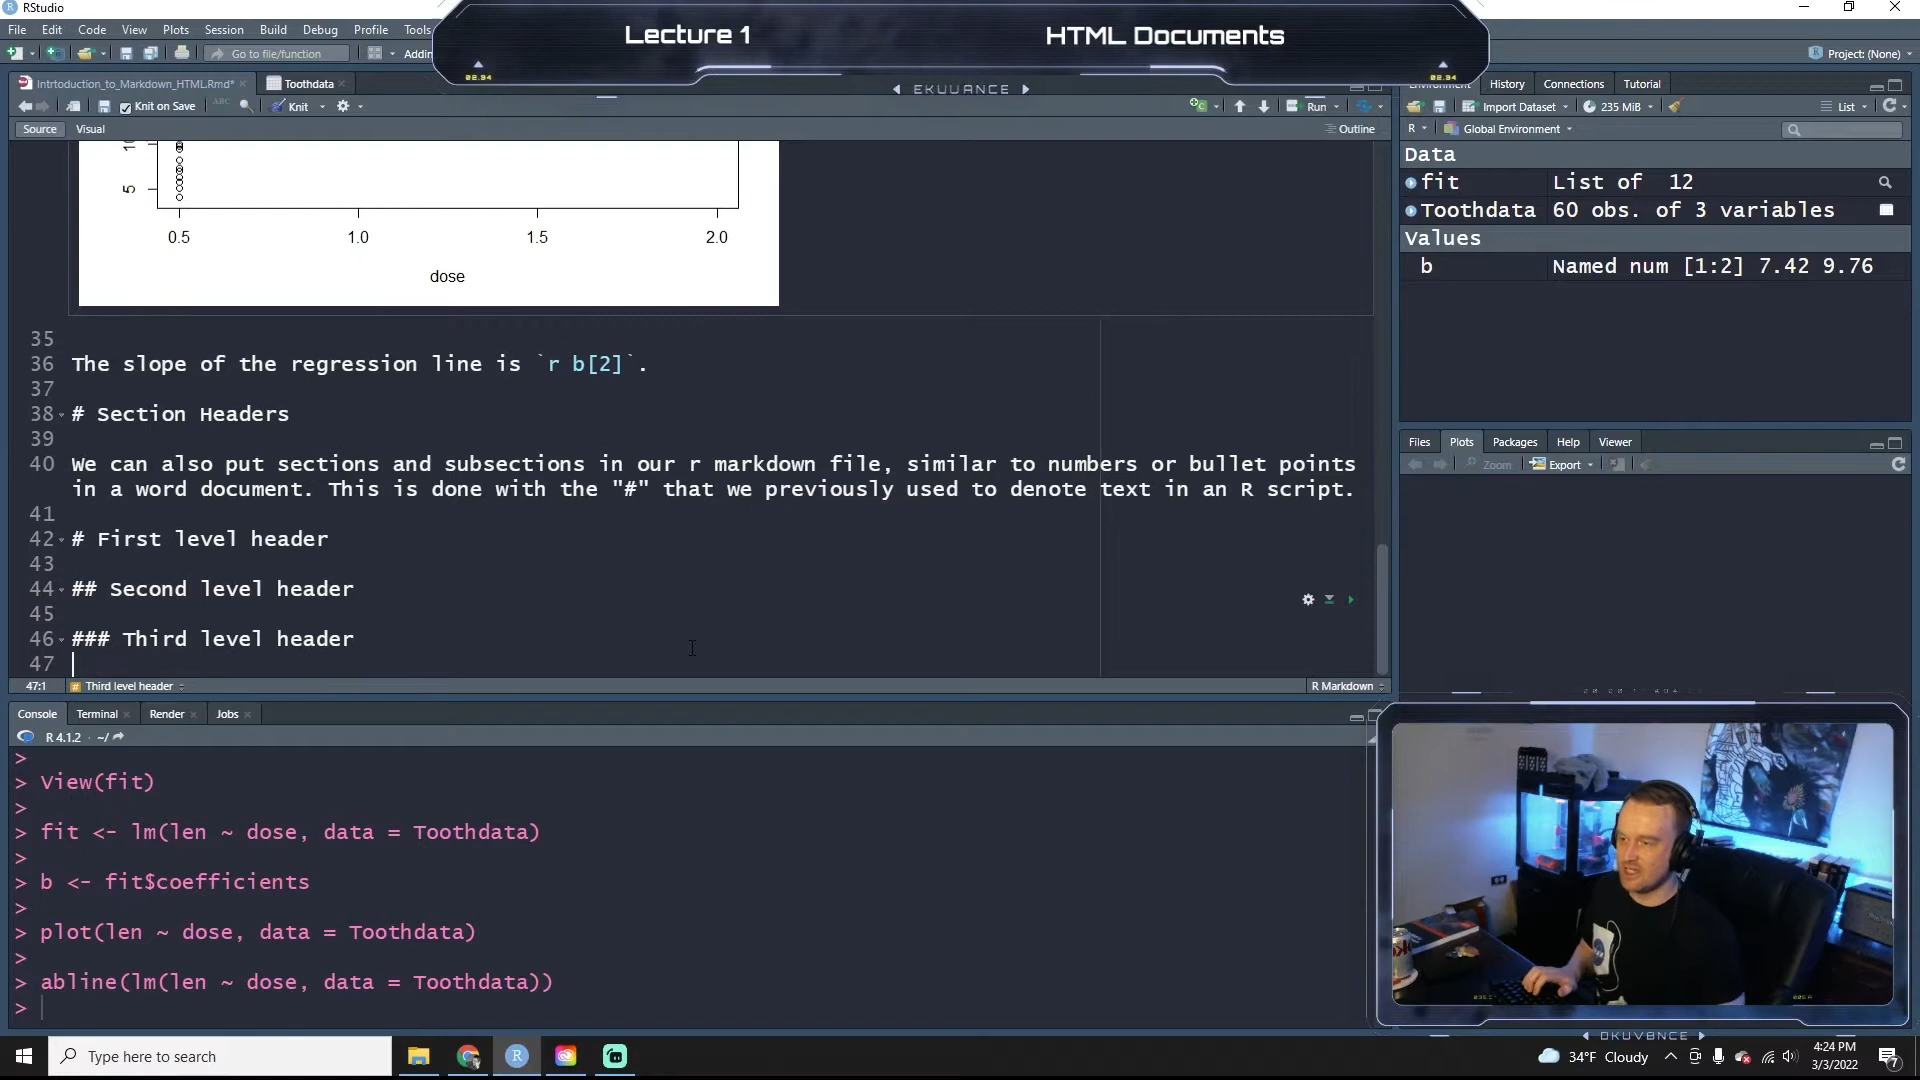 RStudio
Lecture 1
HTML Documents
File Edit Code View Plots Session Build Debug Profile Tools
Go to file/function
Addin
Project: (None)
02.94
02.94
EKUUANCE
Intrtoduction_to_Markdown_HTML.Rmd*
Toothdata
History Connections Tutorial
Knit on Save
ABC
Knit
Run
Import Dataset
235 MiB
List
Source Visual
Outline
R Global Environment
Data
fit List of 12
Toothdata 60 obs. of 3 variables
Values
b Named num [1:2] 7.42 9.76
5
0.5 1.0 1.5 2.0
dose
35
36 The slope of the regression line is `r b[2]`.
37
38 # Section Headers
39
40 We can also put sections and subsections in our r markdown file, similar to numbers or bullet points
in a word document. This is done with the "#" that we previously used to denote text in an R script.
41
42 # First level header
43
44 ## Second level header
45
46 ### Third level header
47
47:1 Third level header
R Markdown
Files Plots Packages Help Viewer
Zoom Export
Console Terminal Render Jobs
R 4.1.2 · ~/
>
> View(fit)
>
> fit <- lm(len ~ dose, data = Toothdata)
>
> b <- fit$coefficients
>
> plot(len ~ dose, data = Toothdata)
>
> abline(lm(len ~ dose, data = Toothdata))
>
OKUVANCE
Type here to search
R
34°F Cloudy
4:24 PM
3/3/2022
7